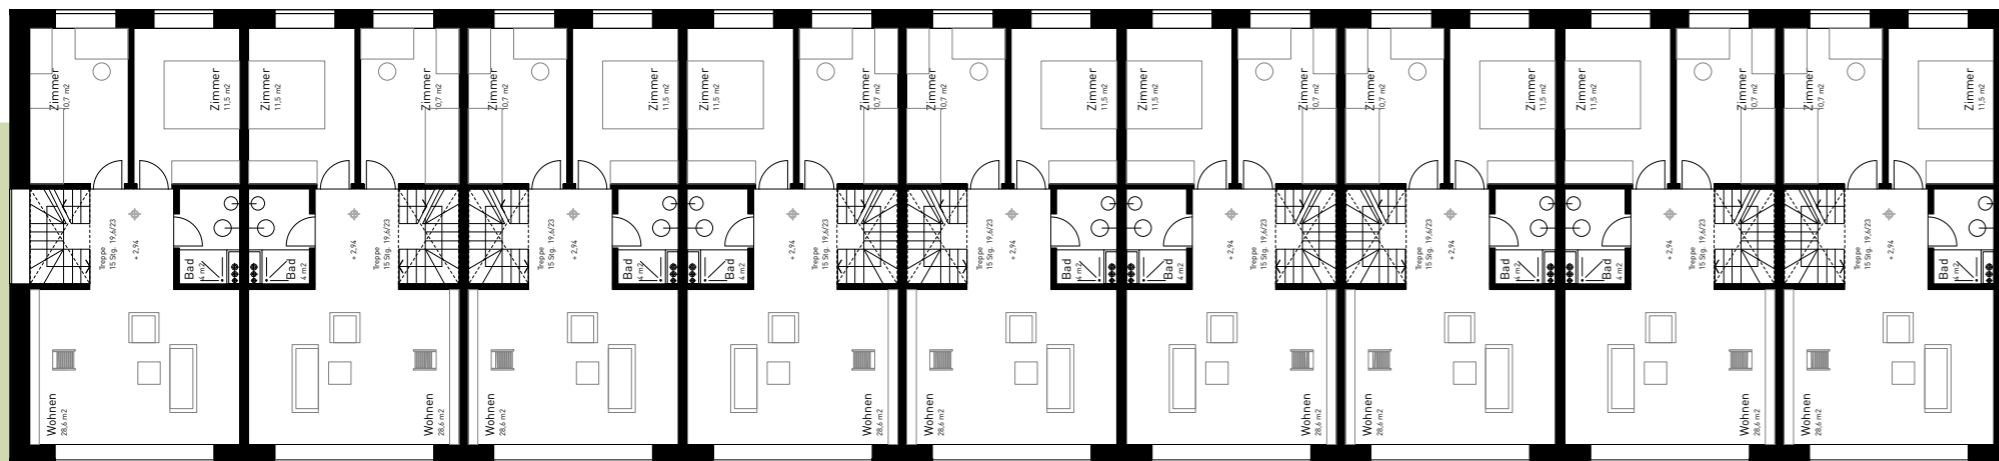 Zimmer
10,7 m2
Zimmer
11,5 m2
Zimmer
11,5 m2
Zimmer
10,7 m2
Zimmer
10,7 m2
Zimmer
11,5 m2
Zimmer
11,5 m2
Zimmer
10,7 m2
Zimmer
10,7 m2
Zimmer
11,5 m2
Zimmer
11,5 m2
Zimmer
10,7 m2
Zimmer
10,7 m2
Zimmer
11,5 m2
Zimmer
11,5 m2
Zimmer
10,7 m2
Zimmer
10,7 m2
Zimmer
11,5 m2
Treppe
15 Stg. 19,6/23
+ 2,94
Bad
4 m2
Bad
4 m2
+ 2,94
Treppe
15 Stg. 19,6/23
Treppe
15 Stg. 19,6/23
+ 2,94
Bad
4 m2
Bad
4 m2
+ 2,94
Treppe
15 Stg. 19,6/23
Treppe
15 Stg. 19,6/23
+ 2,94
Bad
4 m2
Bad
4 m2
+ 2,94
Treppe
15 Stg. 19,6/23
Treppe
15 Stg. 19,6/23
+ 2,94
Bad
4 m2
Bad
4 m2
+ 2,94
Treppe
15 Stg. 19,6/23
Treppe
15 Stg. 19,6/23
+ 2,94
Bad
4 m2
Wohnen
28,6 m2
Wohnen
28,6 m2
Wohnen
28,6 m2
Wohnen
28,6 m2
Wohnen
28,6 m2
Wohnen
28,6 m2
Wohnen
28,6 m2
Wohnen
28,6 m2
Wohnen
28,6 m2